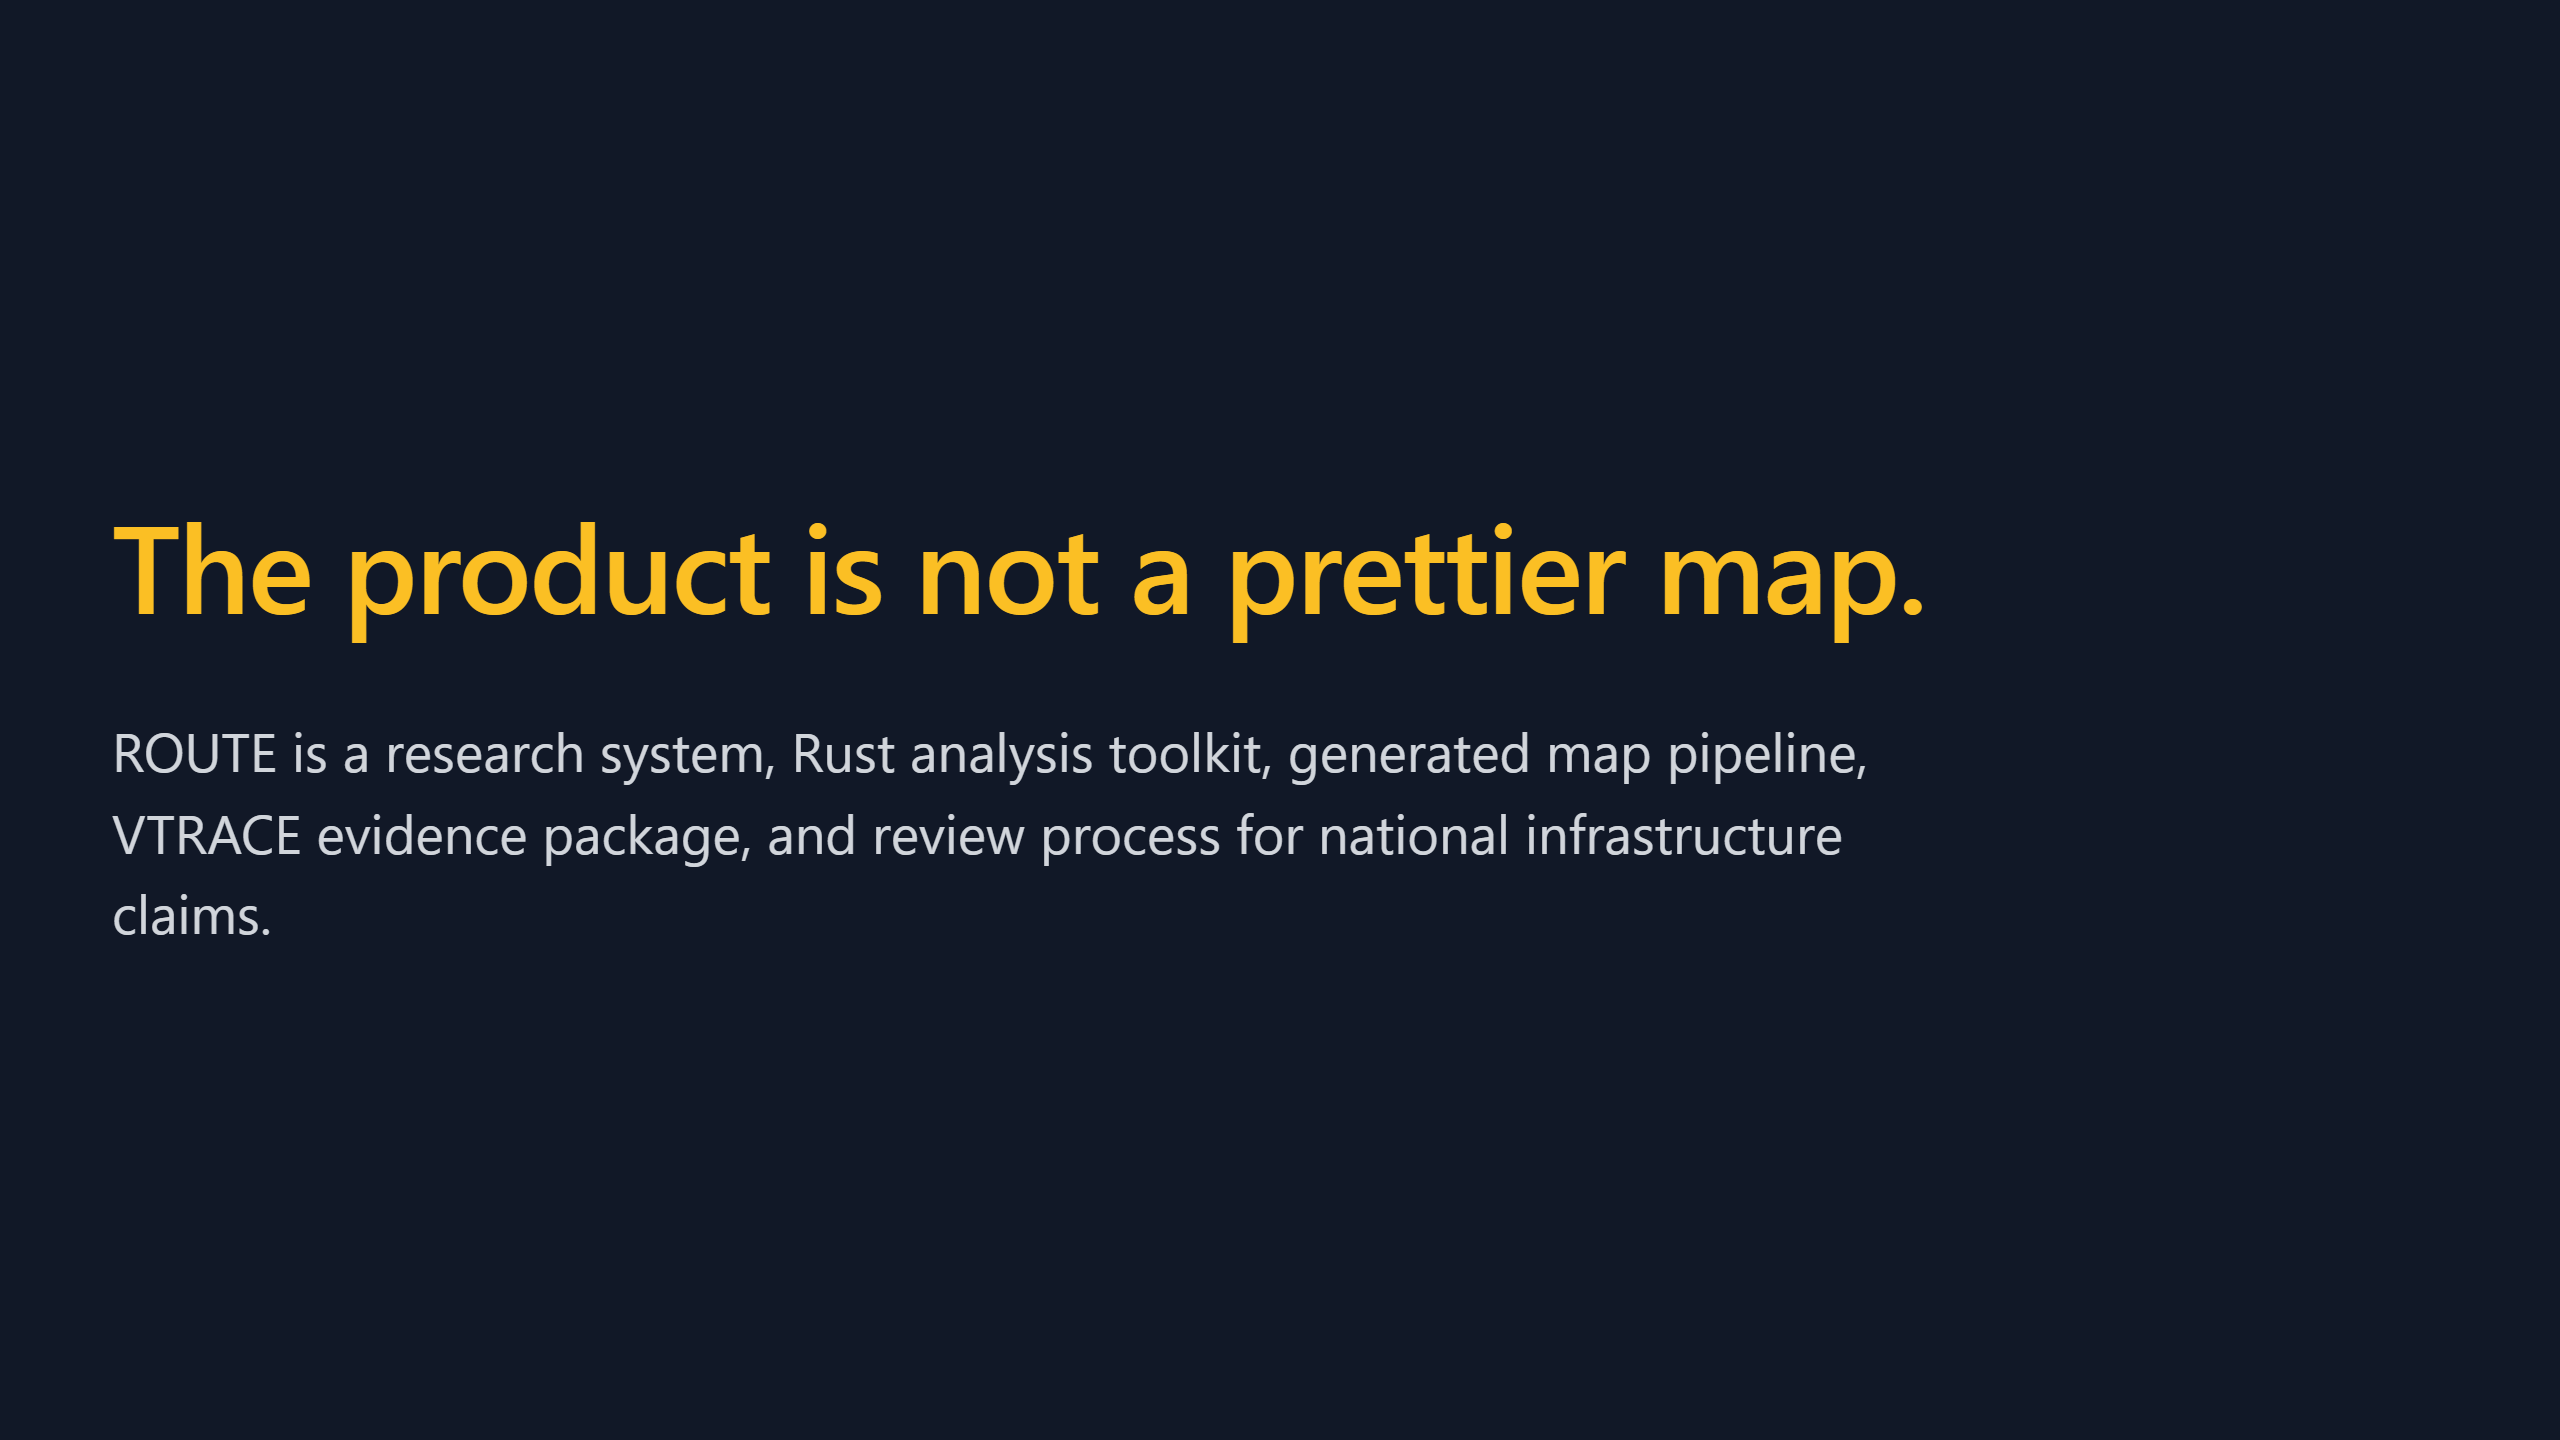 The product is not a prettier map.
ROUTE is a research system, Rust analysis toolkit, generated map pipeline,
VTRACE evidence package, and review process for national infrastructure
claims.